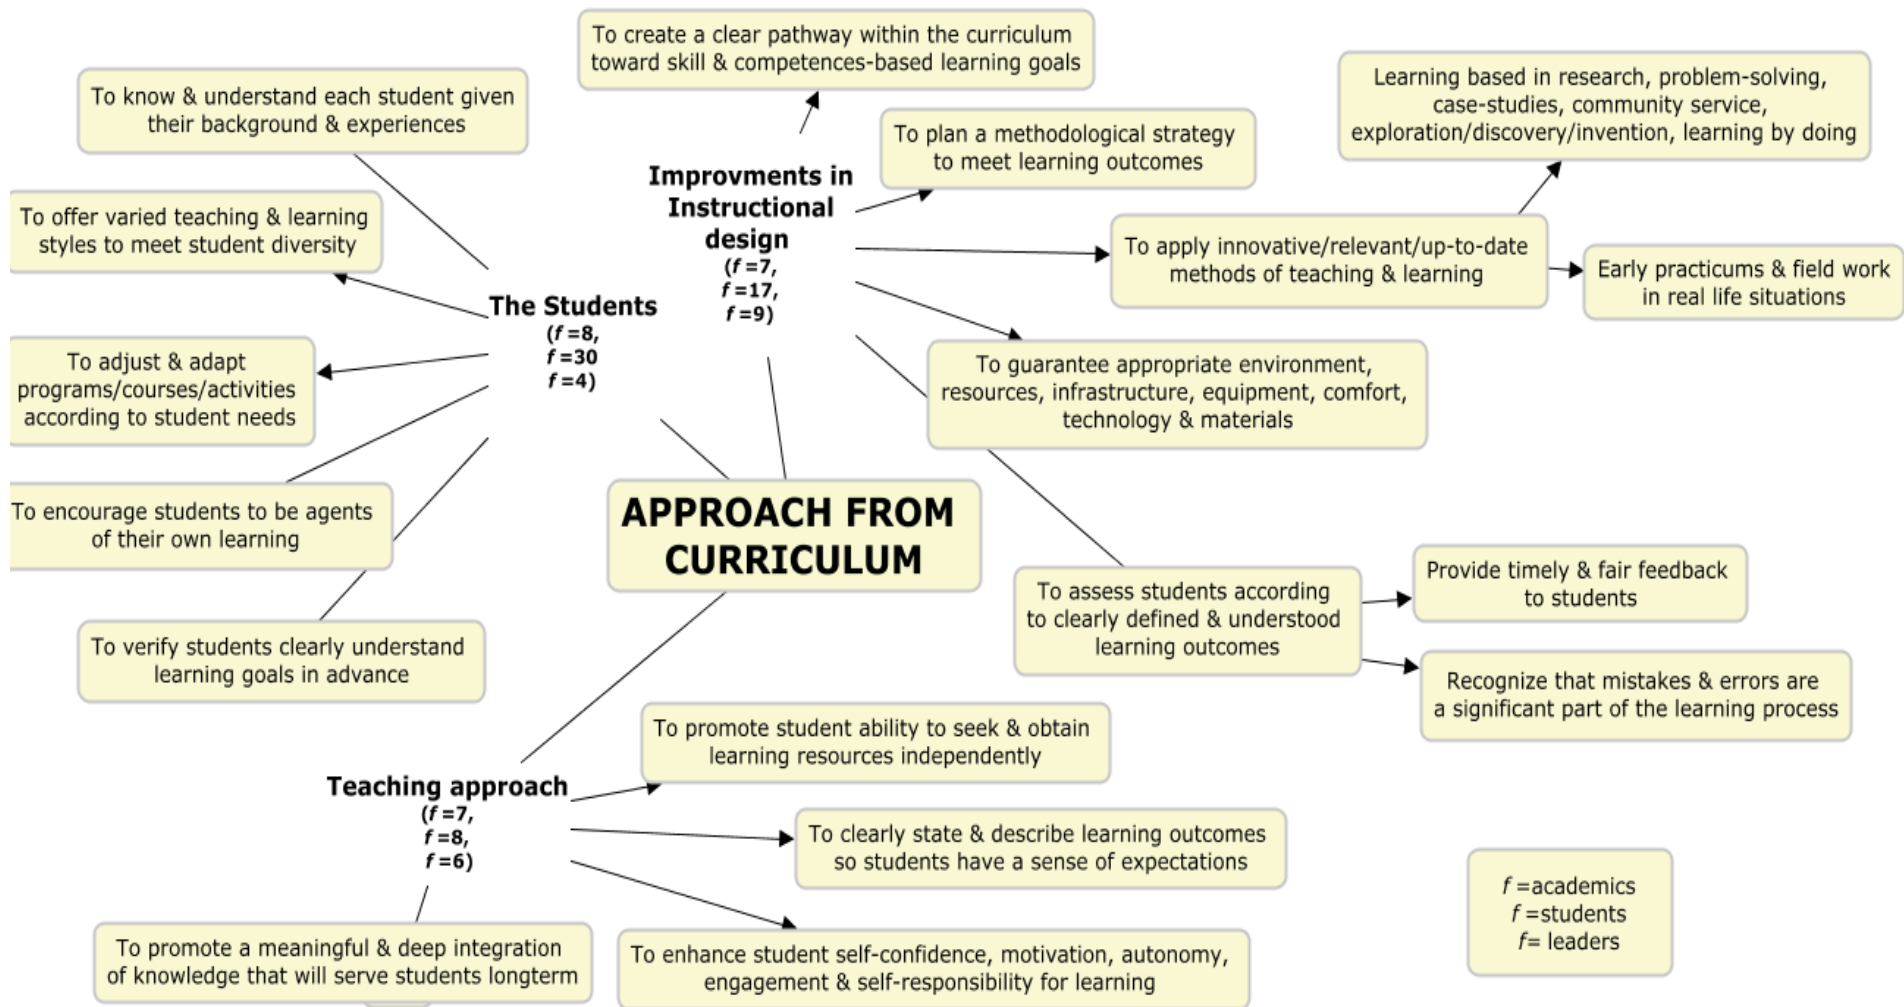 To create a clear pathway within the curriculum
toward skill & competences-based learning goals
To know & understand each student given
their background & experiences
Learning based in research, problem-solving,
case-studies, community service,
exploration/discovery/invention, learning by doing
To plan a methodological strategy
to meet learning outcomes
Improvments in
Instructional
design
(f =7,
f =17,
f =9)
To offer varied teaching & learning
styles to meet student diversity
To apply innovative/relevant/up-to-date
methods of teaching & learning
Early practicums & field work
in real life situations
The Students
(f =8,
f =30
f =4)
To adjust & adapt
programs/courses/activities
according to student needs
To guarantee appropriate environment,
resources, infrastructure, equipment, comfort,
technology & materials
To encourage students to be agents
of their own learning
APPROACH FROM
CURRICULUM
To assess students according
to clearly defined & understood
learning outcomes
Provide timely & fair feedback
to students
To verify students clearly understand
learning goals in advance
Recognize that mistakes & errors are
a significant part of the learning process
To promote student ability to seek & obtain
learning resources independently
Teaching approach
(f =7,
f =8,
f =6)
To clearly state & describe learning outcomes
so students have a sense of expectations
f =academics
f =students
f= leaders
To promote a meaningful & deep integration
of knowledge that will serve students longterm
To enhance student self-confidence, motivation, autonomy,
engagement & self-responsibility for learning